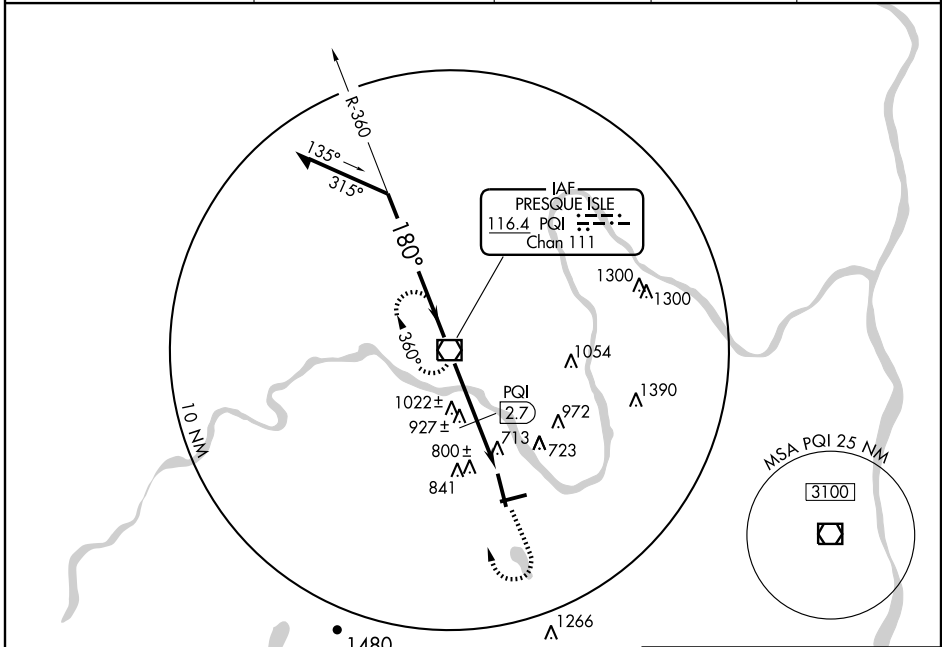 R-360
135°
315°
180°
IAF
PRESQUE ISLE
116.4 PQI
Chan 111
1300
1300
360°
1054
1390
PQI
2.7
1022±
927±
972
713
723
800±
841
10 NM
MSA PQI 25 NM
3100
1266
1480